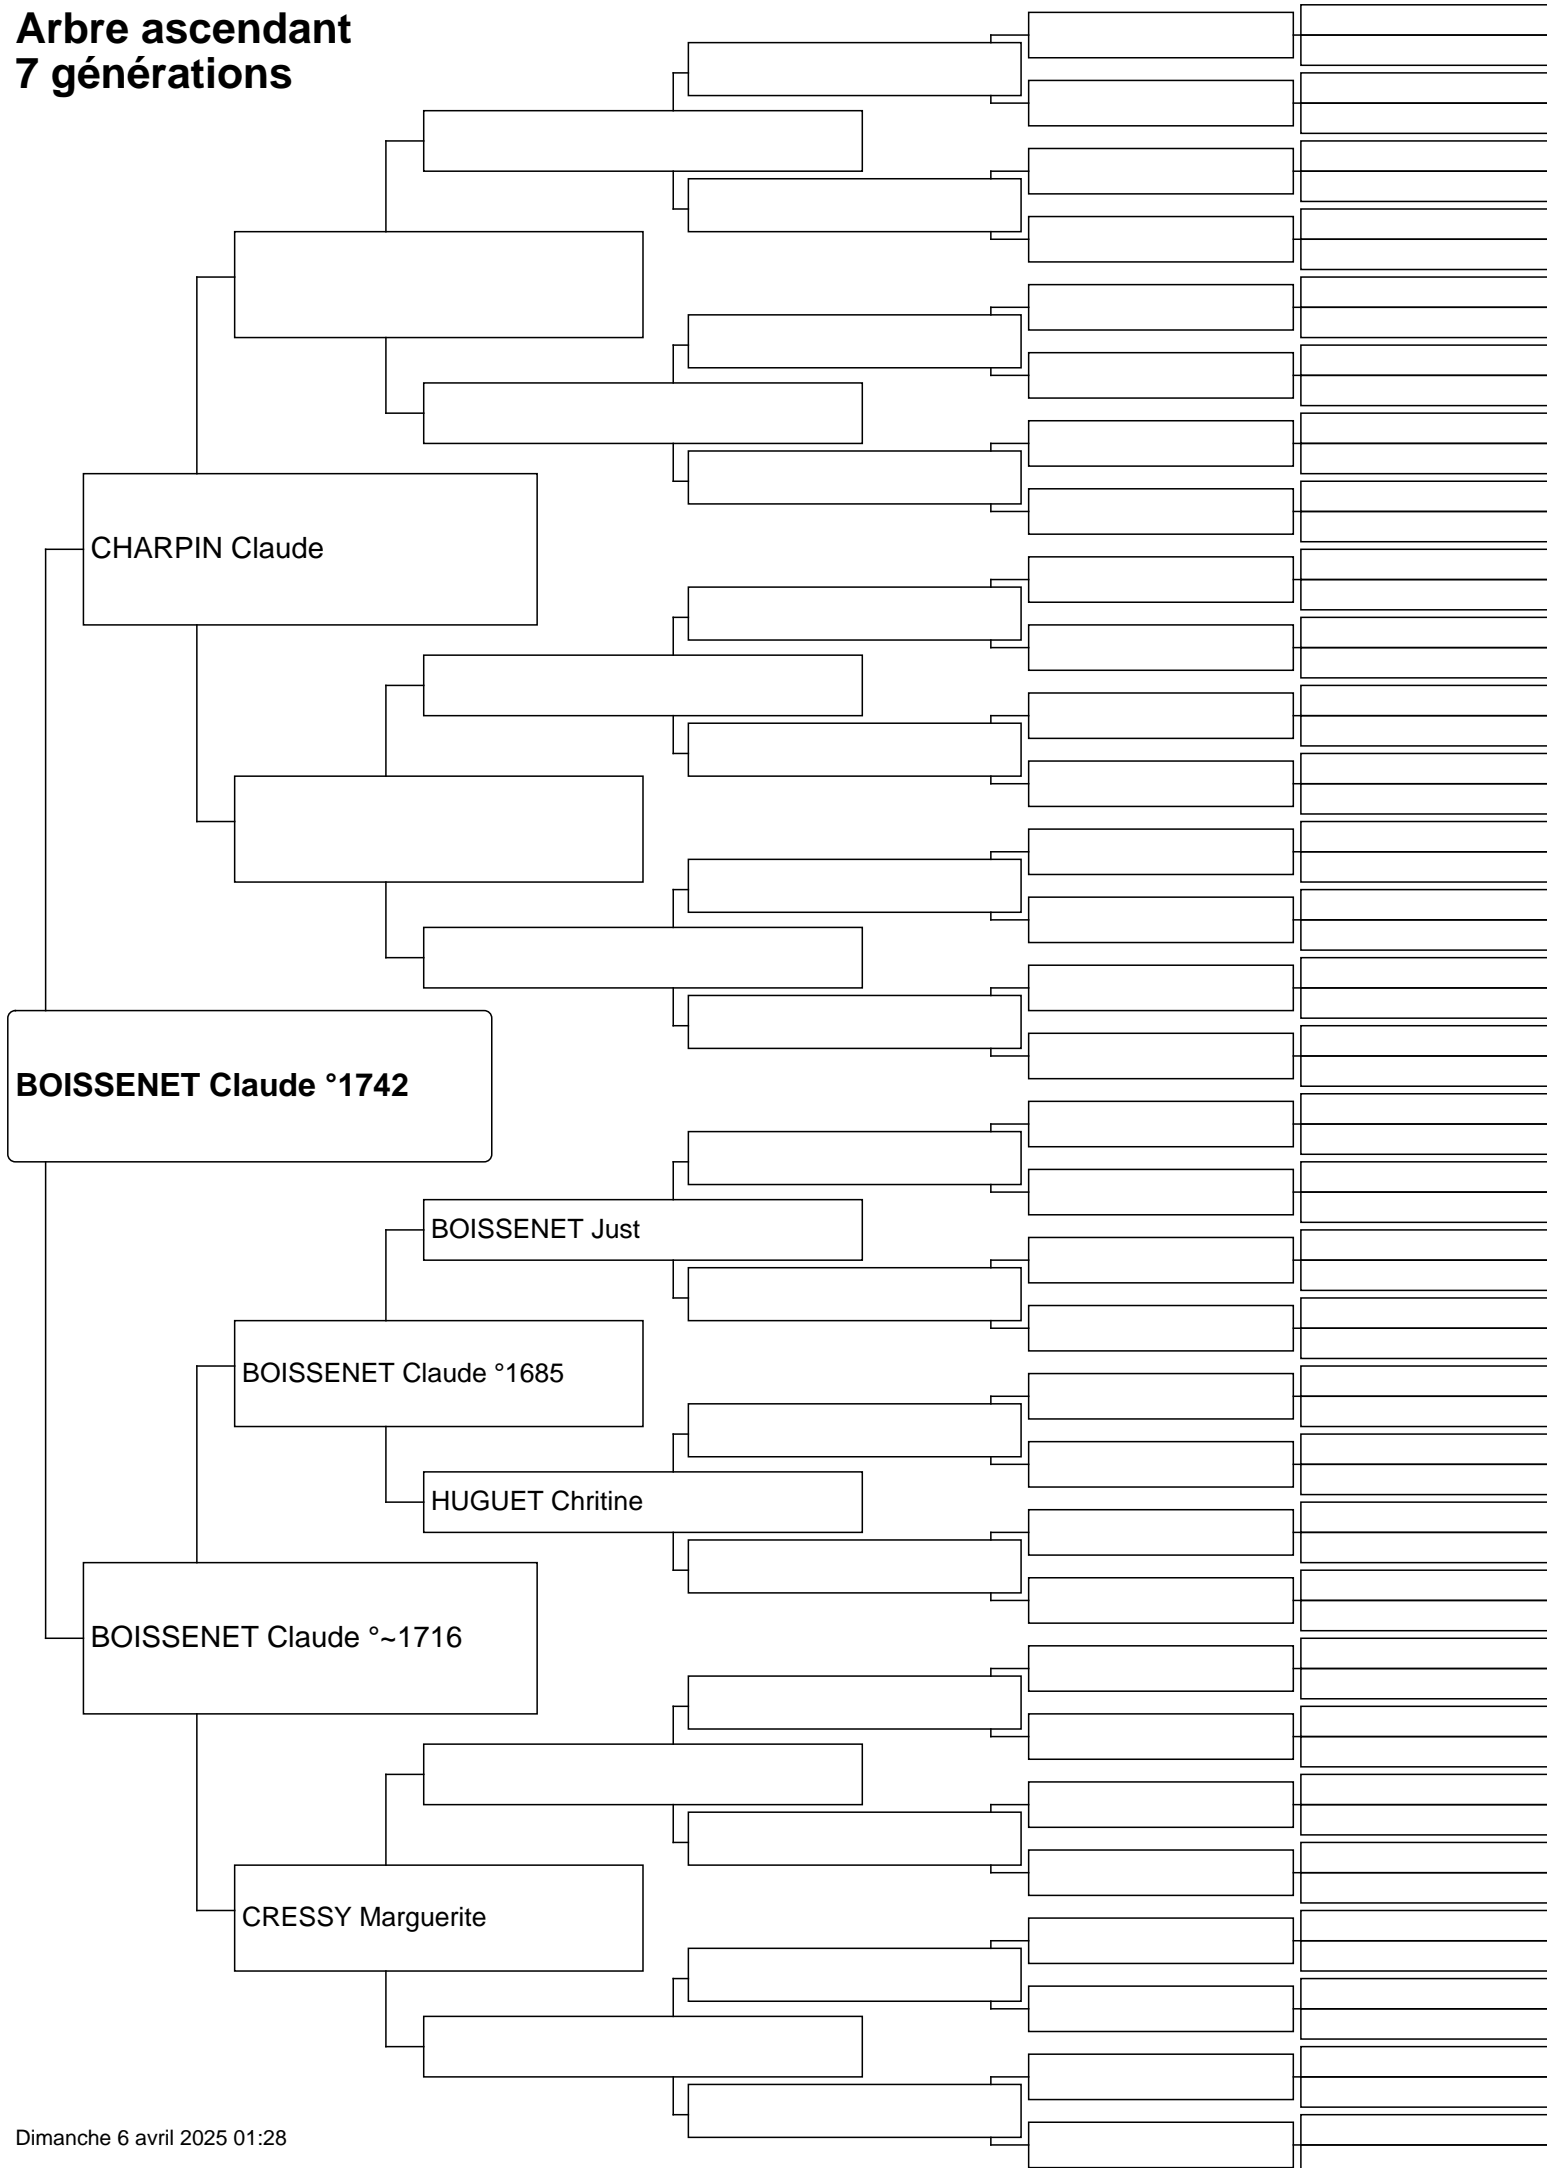 Arbre ascendant
7 générations
CHARPIN Claude
BOISSENET Claude °1742
BOISSENET Just
BOISSENET Claude °1685
HUGUET Chritine
BOISSENET Claude °~1716
CRESSY Marguerite
Dimanche 6 avril 2025 01:28